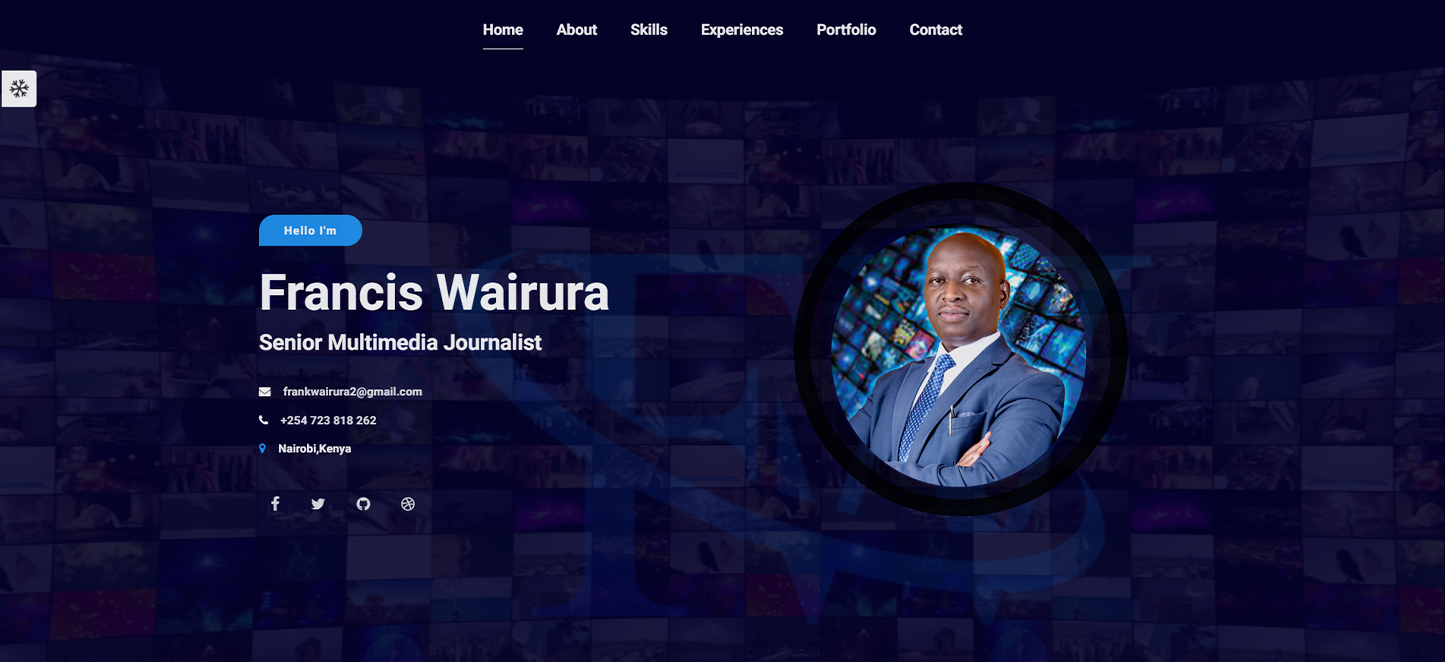 Home About Skills Experiences Portfolio Contact
Hello I'm
Francis Wairura
Senior Multimedia Journalist
frankwairura2@gmail.com
+254 723 818 262
Nairobi,Kenya